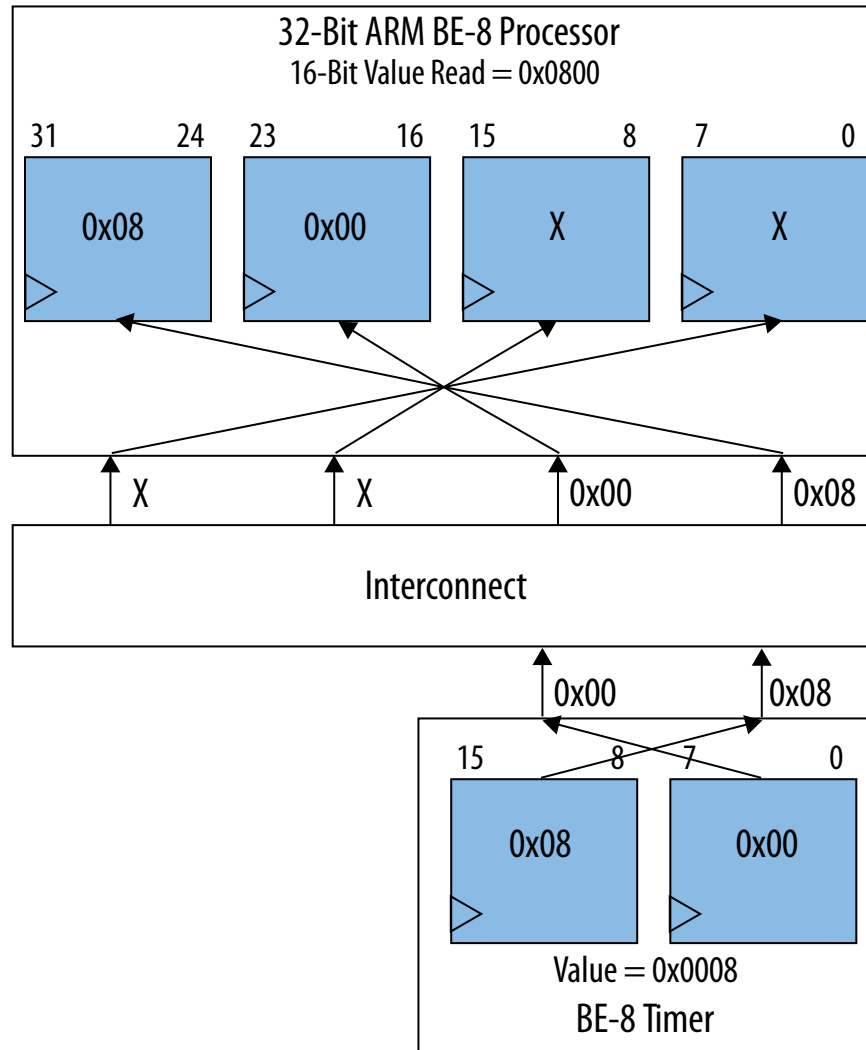 32-Bit ARM BE-8 Processor
16-Bit Value Read = 0x0800
31 24 23 16 15 8 7 0
0x08 0x00 X X
X X 0x00 0x08
Interconnect
0x00 0x08
15 8 7 0
0x08 0x00
Value = 0x0008
BE-8 Timer